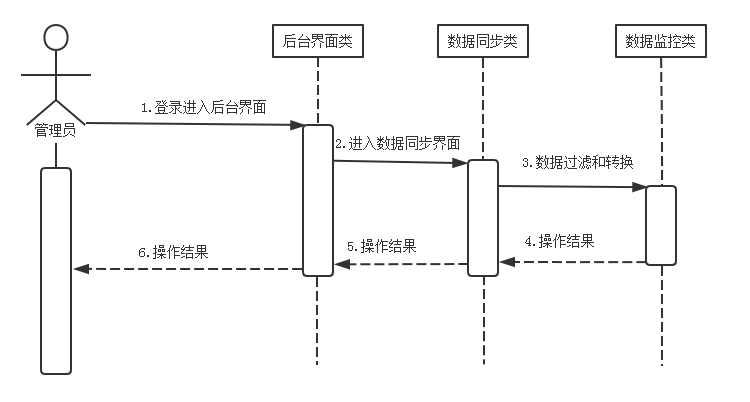 后台界面类
数据同步类
数据监控类
1.登录进入后台界面
管理员
2.进入数据同步界面
3.数据过滤和转换
4.操作结果
5.操作结果
6.操作结果